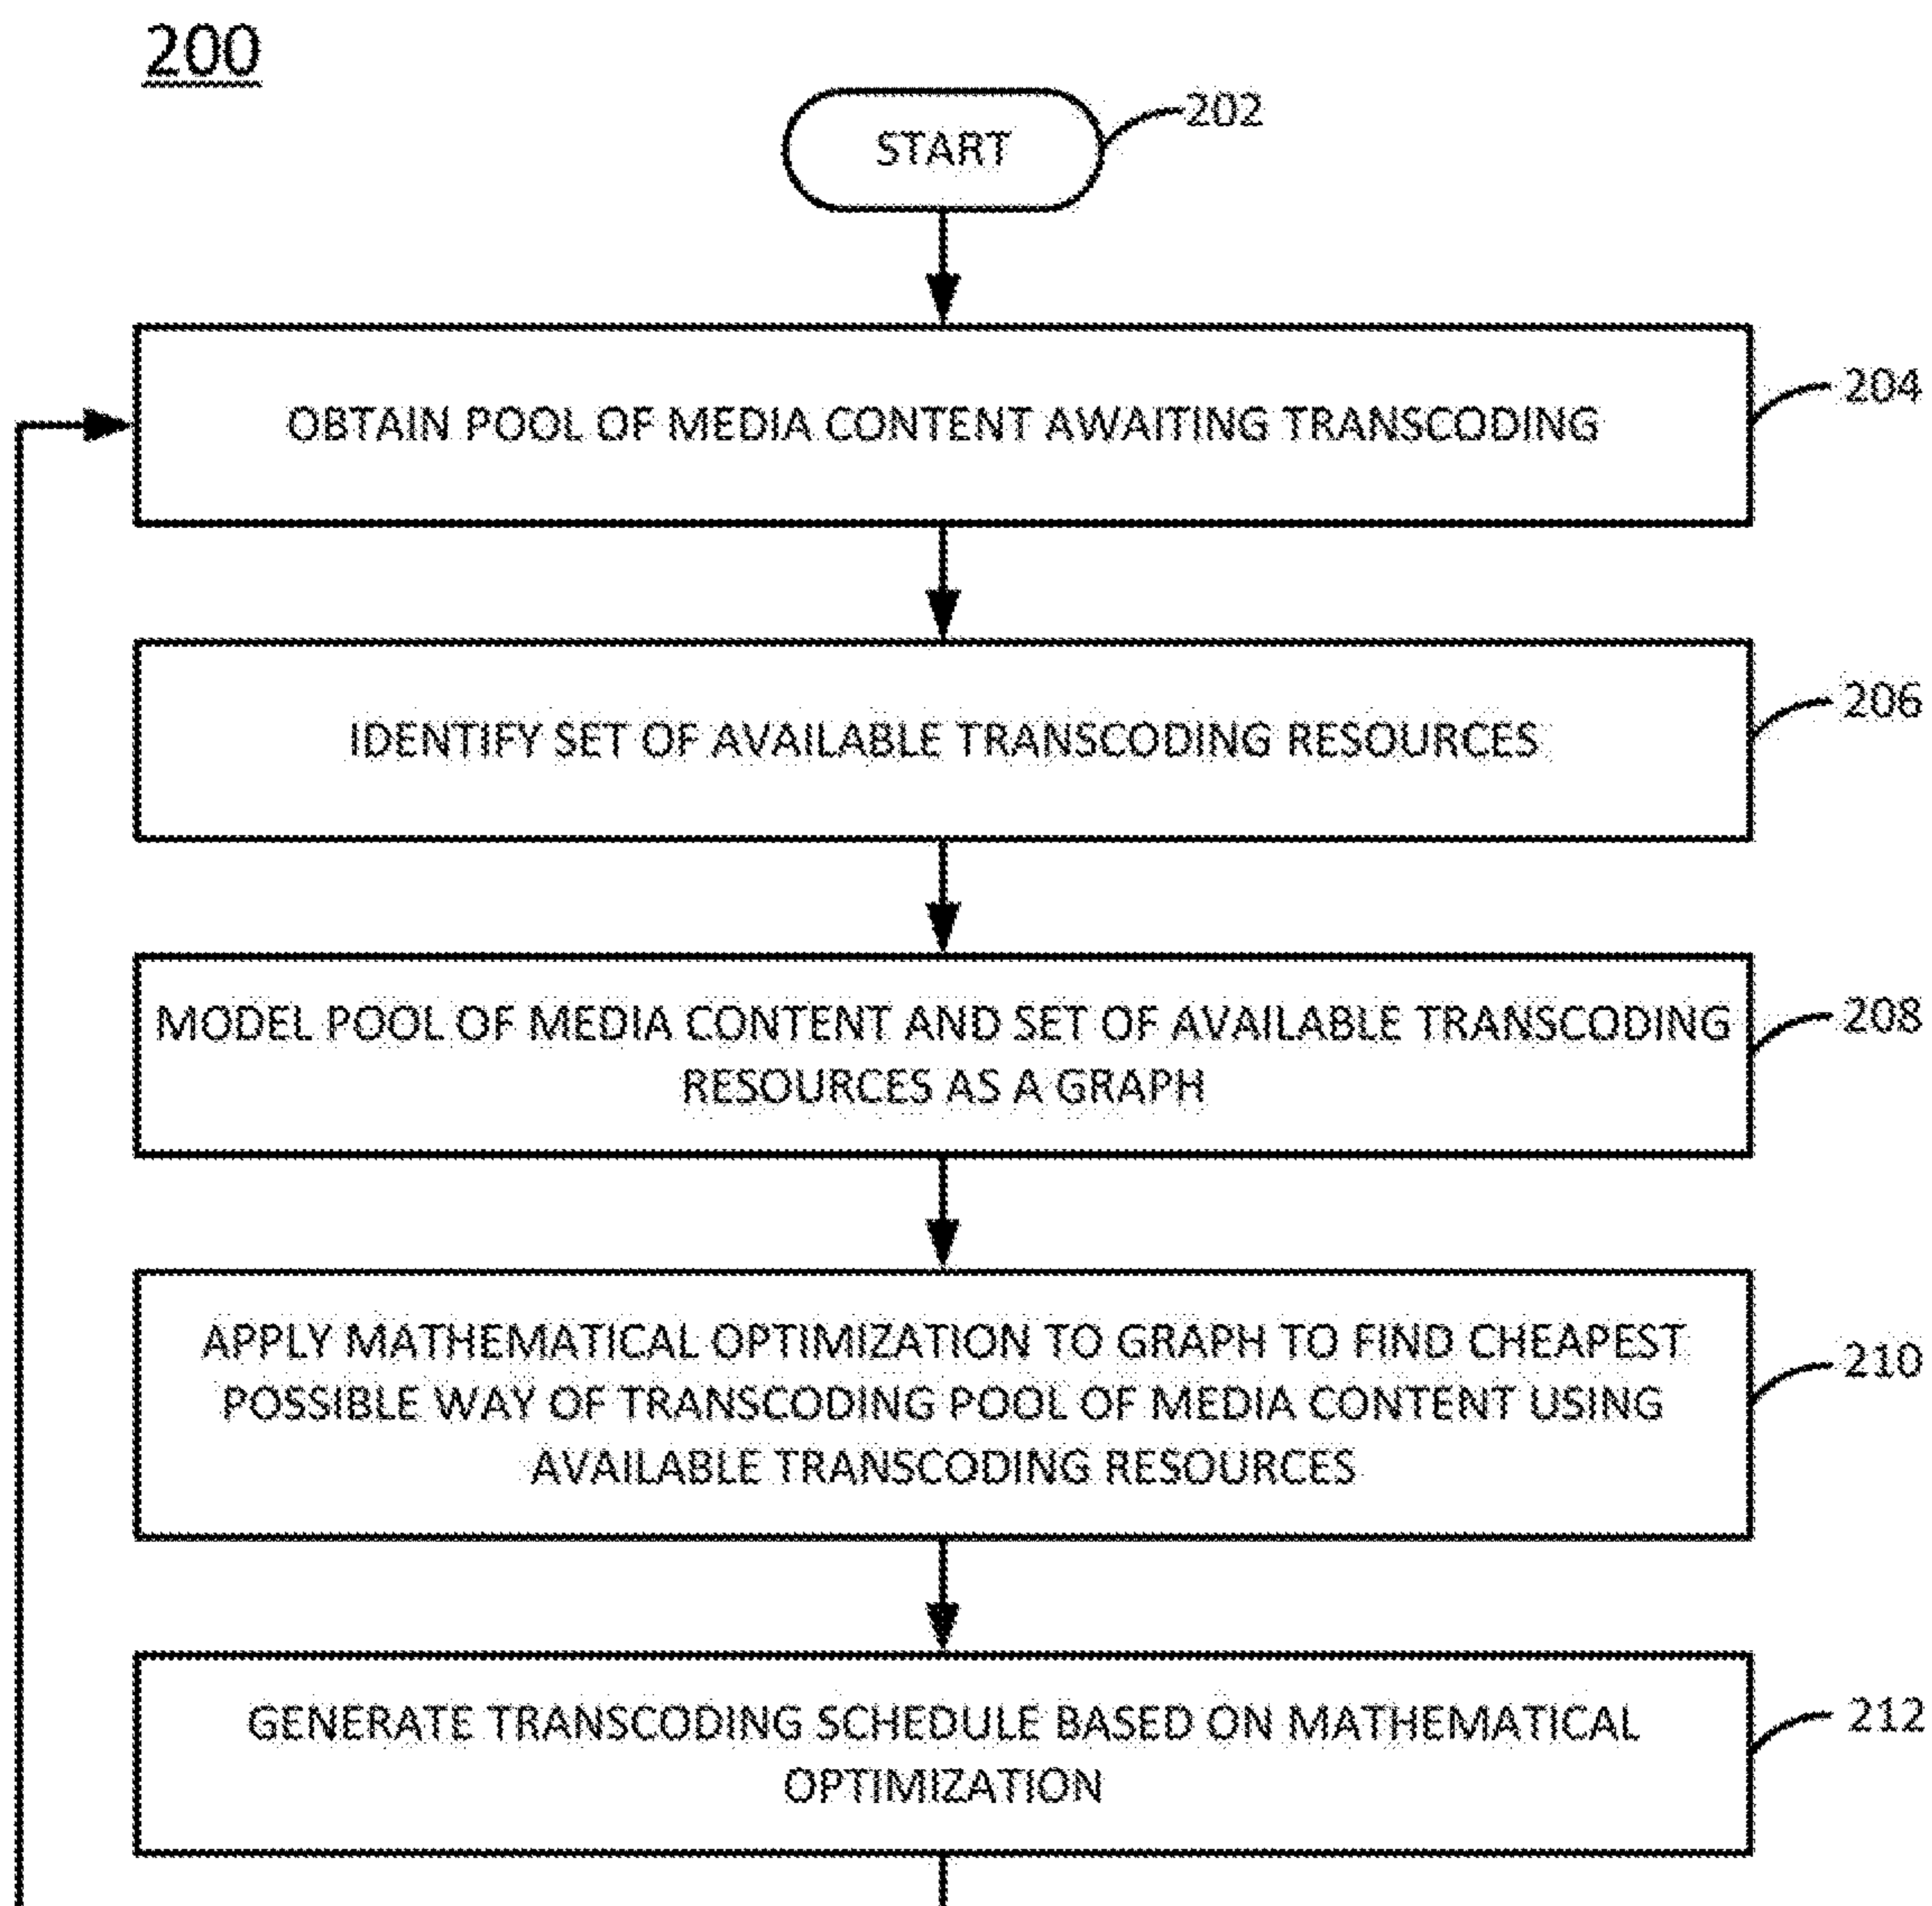 200
START
202
OBTAIN POOL OF MEDIA CONTENT AWAITING TRANSCODING
204
IDENTIFY SET OF AVAILABLE TRANSCODING RESOURCES
206
MODEL POOL OF MEDIA CONTENT AND SET OF AVAILABLE TRANSCODING
RESOURCES AS A GRAPH
208
APPLY MATHEMATICAL OPTIMIZATION TO GRAPH TO FIND CHEAPEST
POSSIBLE WAY OF TRANSCODING POOL OF MEDIA CONTENT USING
AVAILABLE TRANSCODING RESOURCES
210
GENERATE TRANSCODING SCHEDULE BASED ON MATHEMATICAL
OPTIMIZATION
212